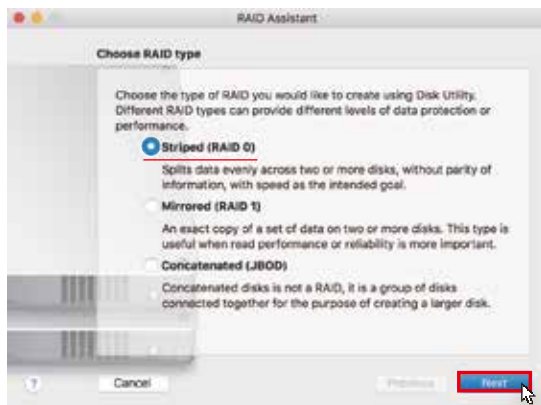 RAID Assistant
Choose RAID type
Choose the type of RAID you would like to create using Disk Utility.
Different RAID types can provide different levels of data protection or
performance.
Striped (RAID 0)
Splits data evenly across two or more disks, without parity of
information, with speed as the intended goal.
Mirrored (RAID 1)
An exact copy of a set of data on two or more disks. This type is
useful when read performance or reliability is more important.
Concatenated (JBOD)
Concatenated disks is not a RAID, it is a group of disks
connected together for the purpose of creating a larger disk.
? Cancel Previous Next